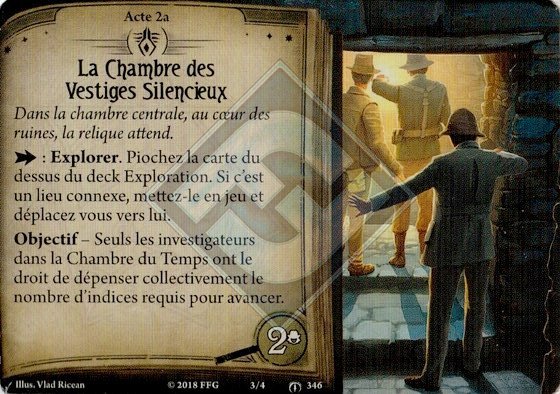 Acte 2a
La Chambre des
Vestiges Silencieux
Dans la chambre centrale, au cœur des
ruines, la relique attend.
: Explorer. Piochez la carte du
dessus du deck Exploration. Si c'est
un lieu connexe, mettez-le en jeu et
déplacez vous vers lui.
Objectif – Seuls les investigateurs
dans la Chambre du Temps ont le
droit de dépenser collectivement le
nombre d'indices requis pour avancer.
2
Illus. Vlad Ricean © 2018 FFG 3/4 346